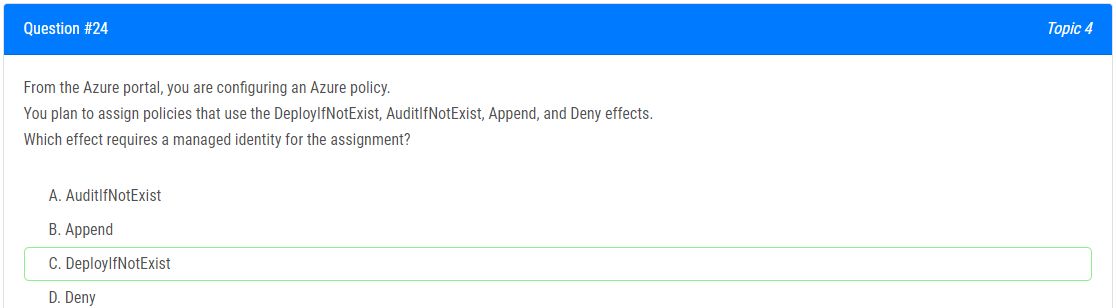 Question #24
Topic 4
From the Azure portal, you are configuring an Azure policy.
You plan to assign policies that use the DeployIfNotExist, AuditIfNotExist, Append, and Deny effects.
Which effect requires a managed identity for the assignment?
A. AuditIfNotExist
B. Append
C. DeployIfNotExist
D. Deny